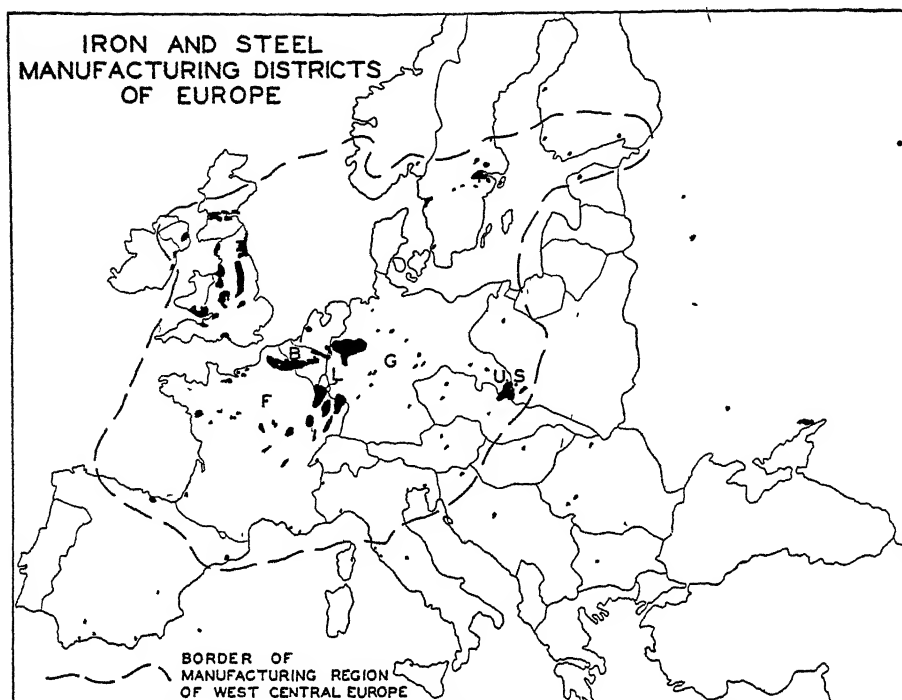 IRON AND STEEL
MANUFACTURING DISTRICTS
OF EUROPE
B
G
L
U.S
F
BORDER OF
MANUFACTURING REGION
OF WEST CENTRAL EUROPE